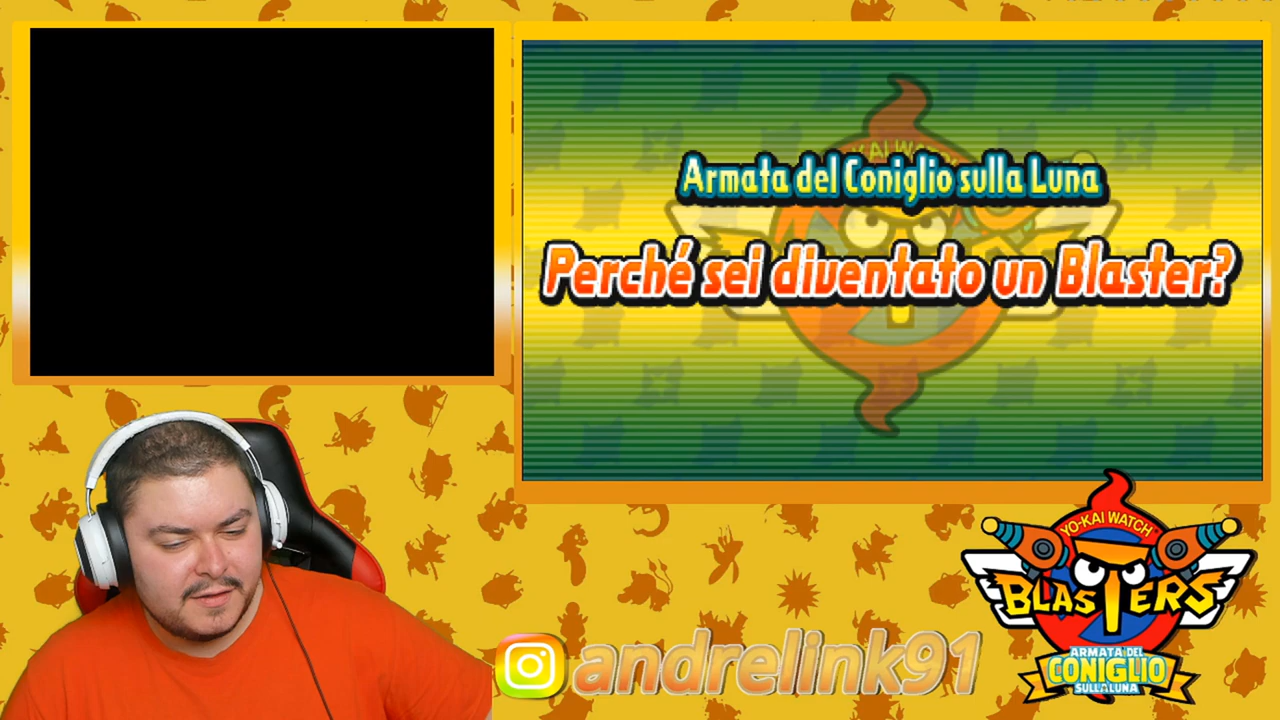 Armata del Coniglio sulla Luna
Perché sei diventato un Blaster?
YO-KAI WATCH
BLASTERS
ARMATA DEL
CONIGLIO
SULLA LUNA
andrelink91